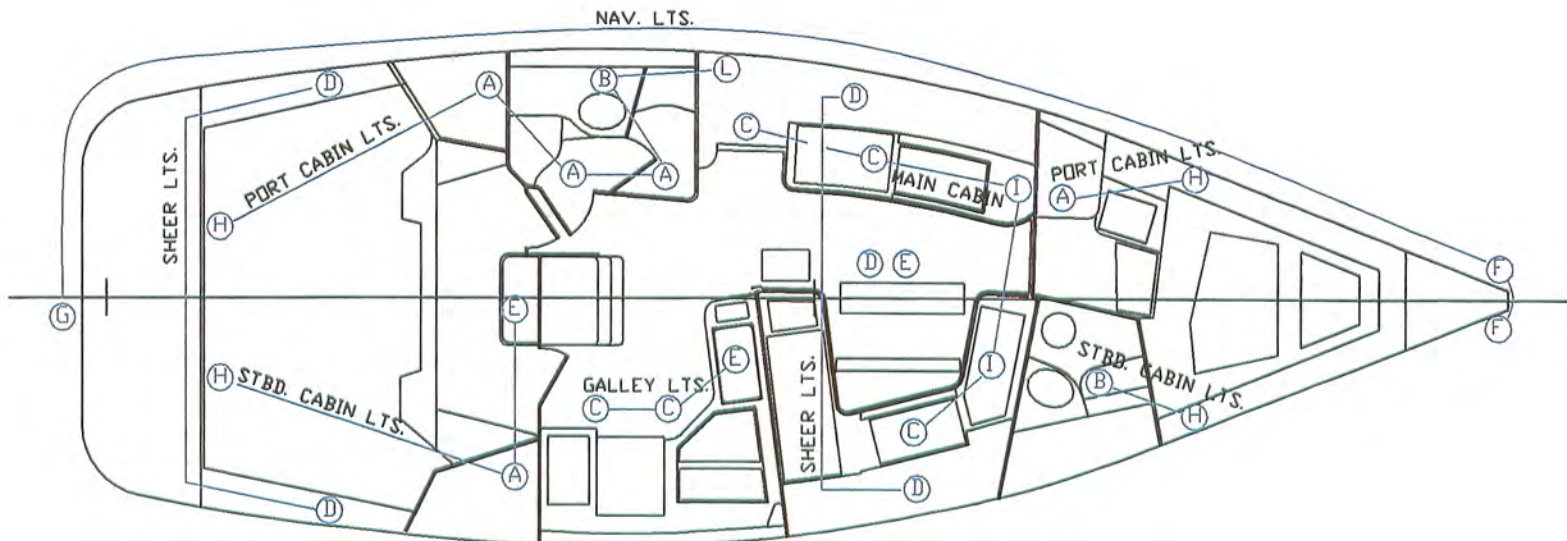 NAV. LTS.
L
A
B
D
D
C
SHEER LTS.
PORT CABIN LTS.
C
PORT CABIN LTS.
A
A
MAIN CABIN
I
A
H
H
D
E
F
G
E
F
H
STBD. CABIN LTS.
GALLEY LTS.
E
C
C
SHEER LTS.
I
STBD. CABIN LTS.
B
H
C
A
D
D